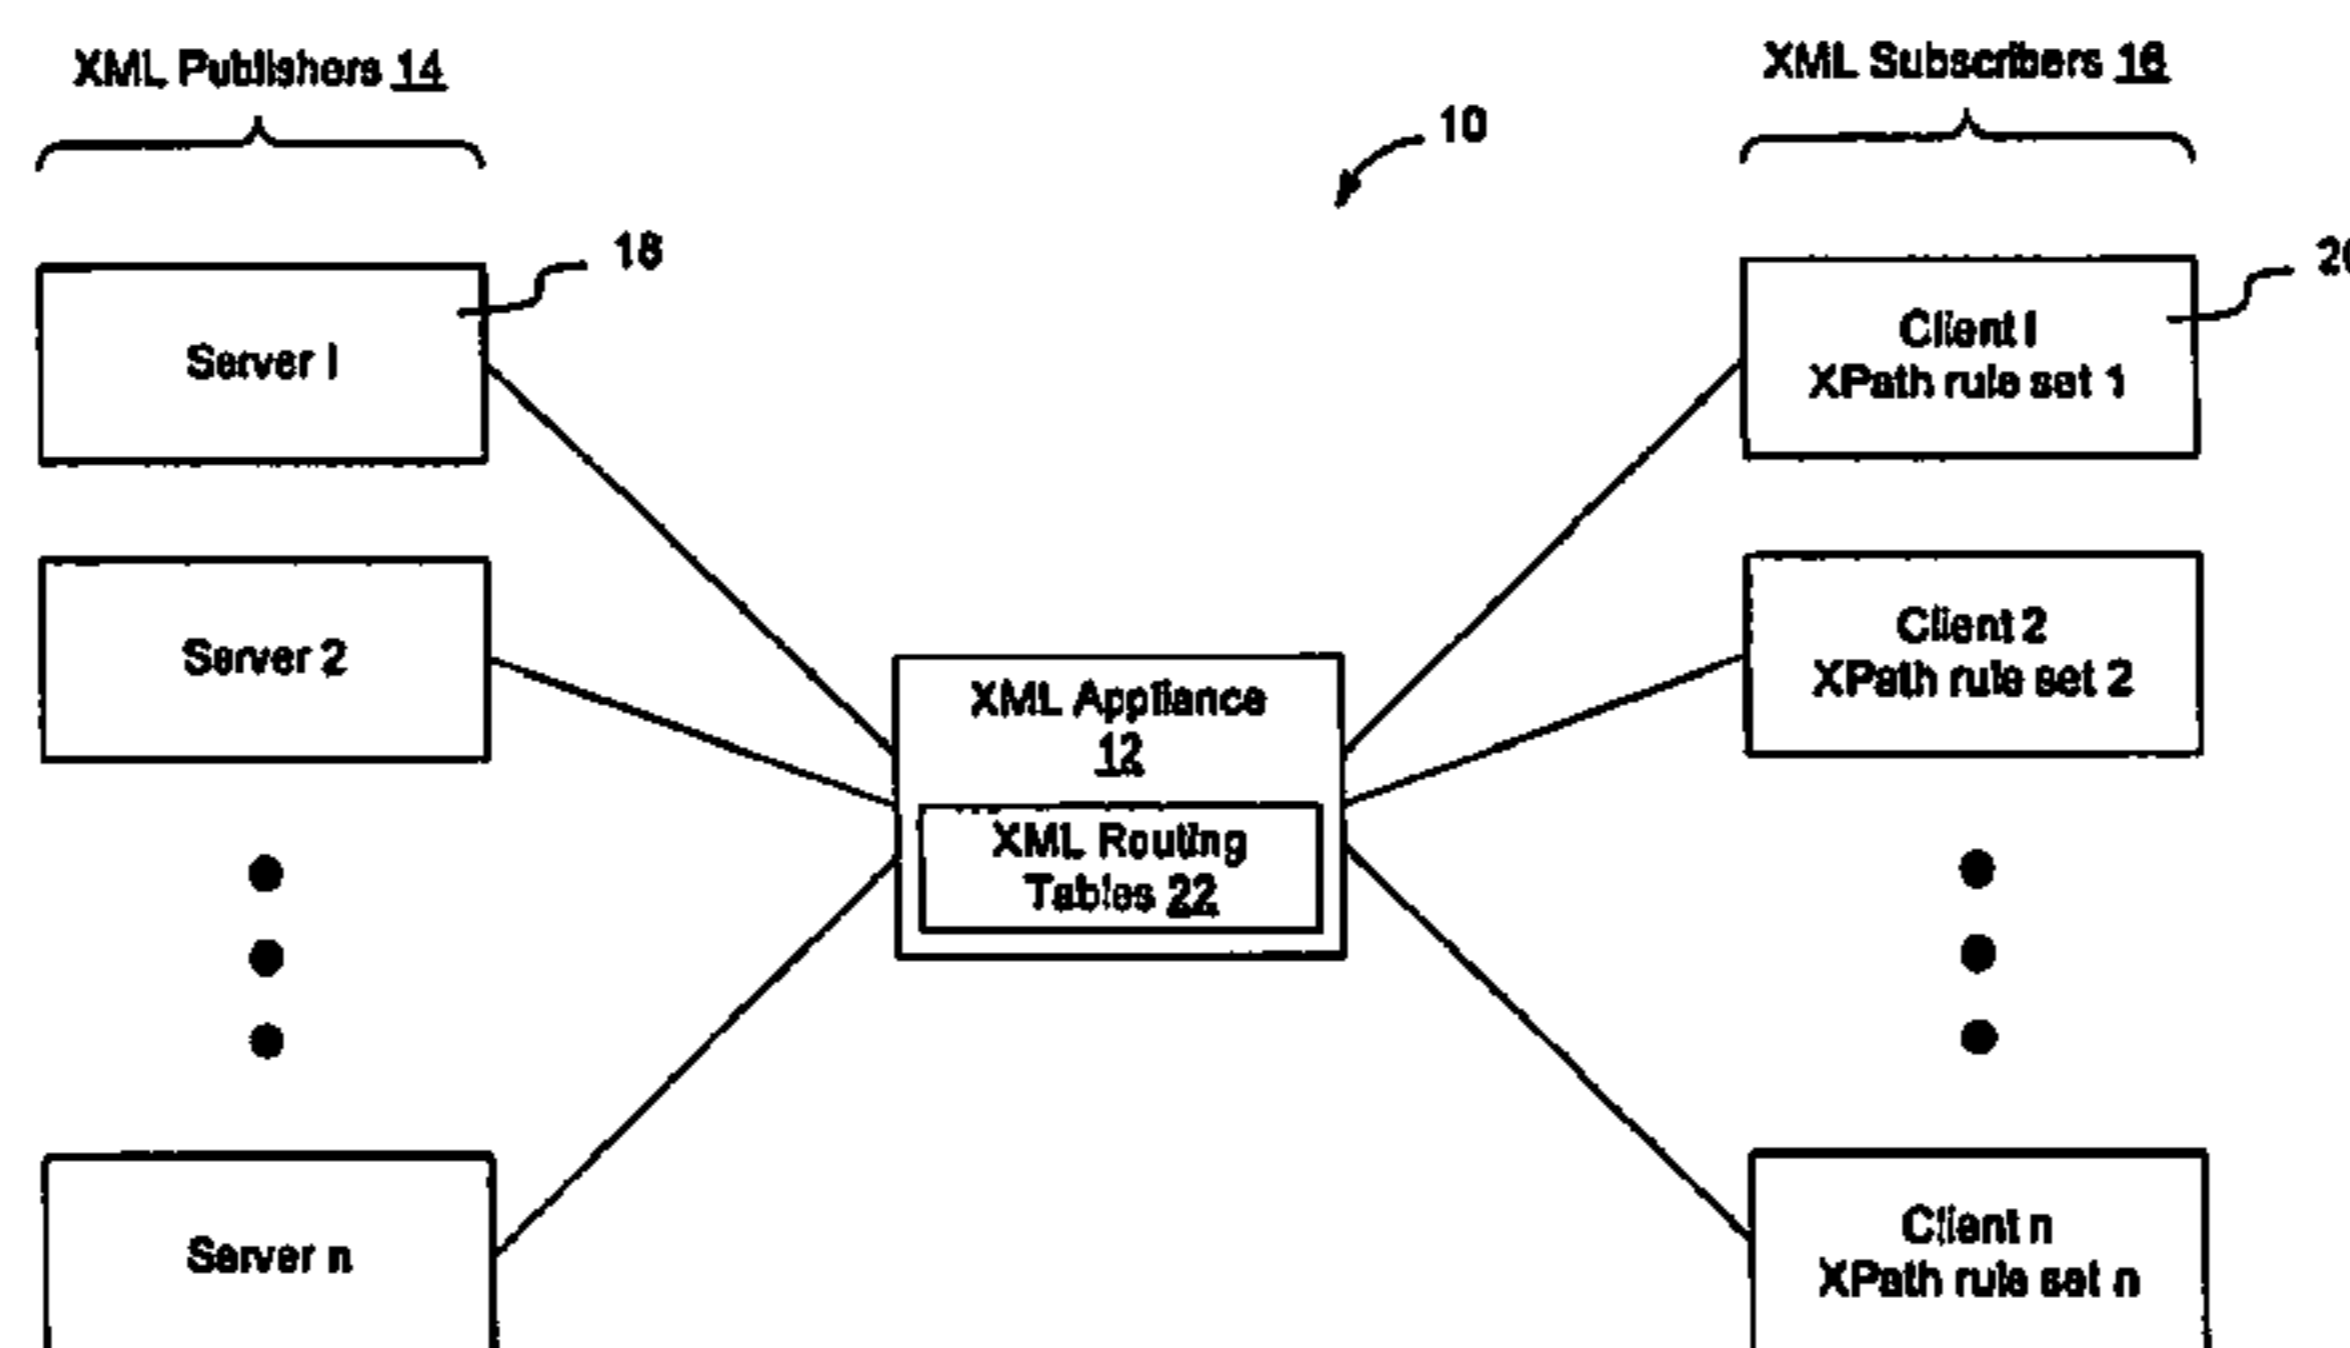 XML Publishers 14
XML Subscribers 16
10
18
Server I
Client I
XPath rule set 1
Server 2
Client 2
XPath rule set 2
XML Appliance
12
XML Routing
Tables 22
Server n
Client n
XPath rule set n